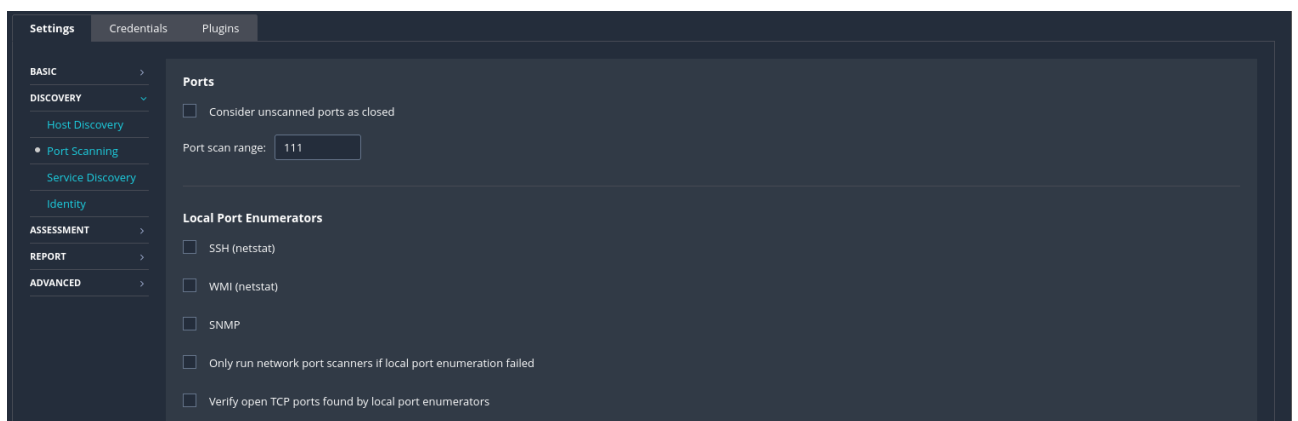 Settings Credentials Plugins
BASIC
DISCOVERY
Host Discovery
Port Scanning
Service Discovery
Identity
ASSESSMENT
REPORT
ADVANCED
Ports
Consider unscanned ports as closed
Port scan range: 111
Local Port Enumerators
SSH (netstat)
WMI (netstat)
SNMP
Only run network port scanners if local port enumeration failed
Verify open TCP ports found by local port enumerators